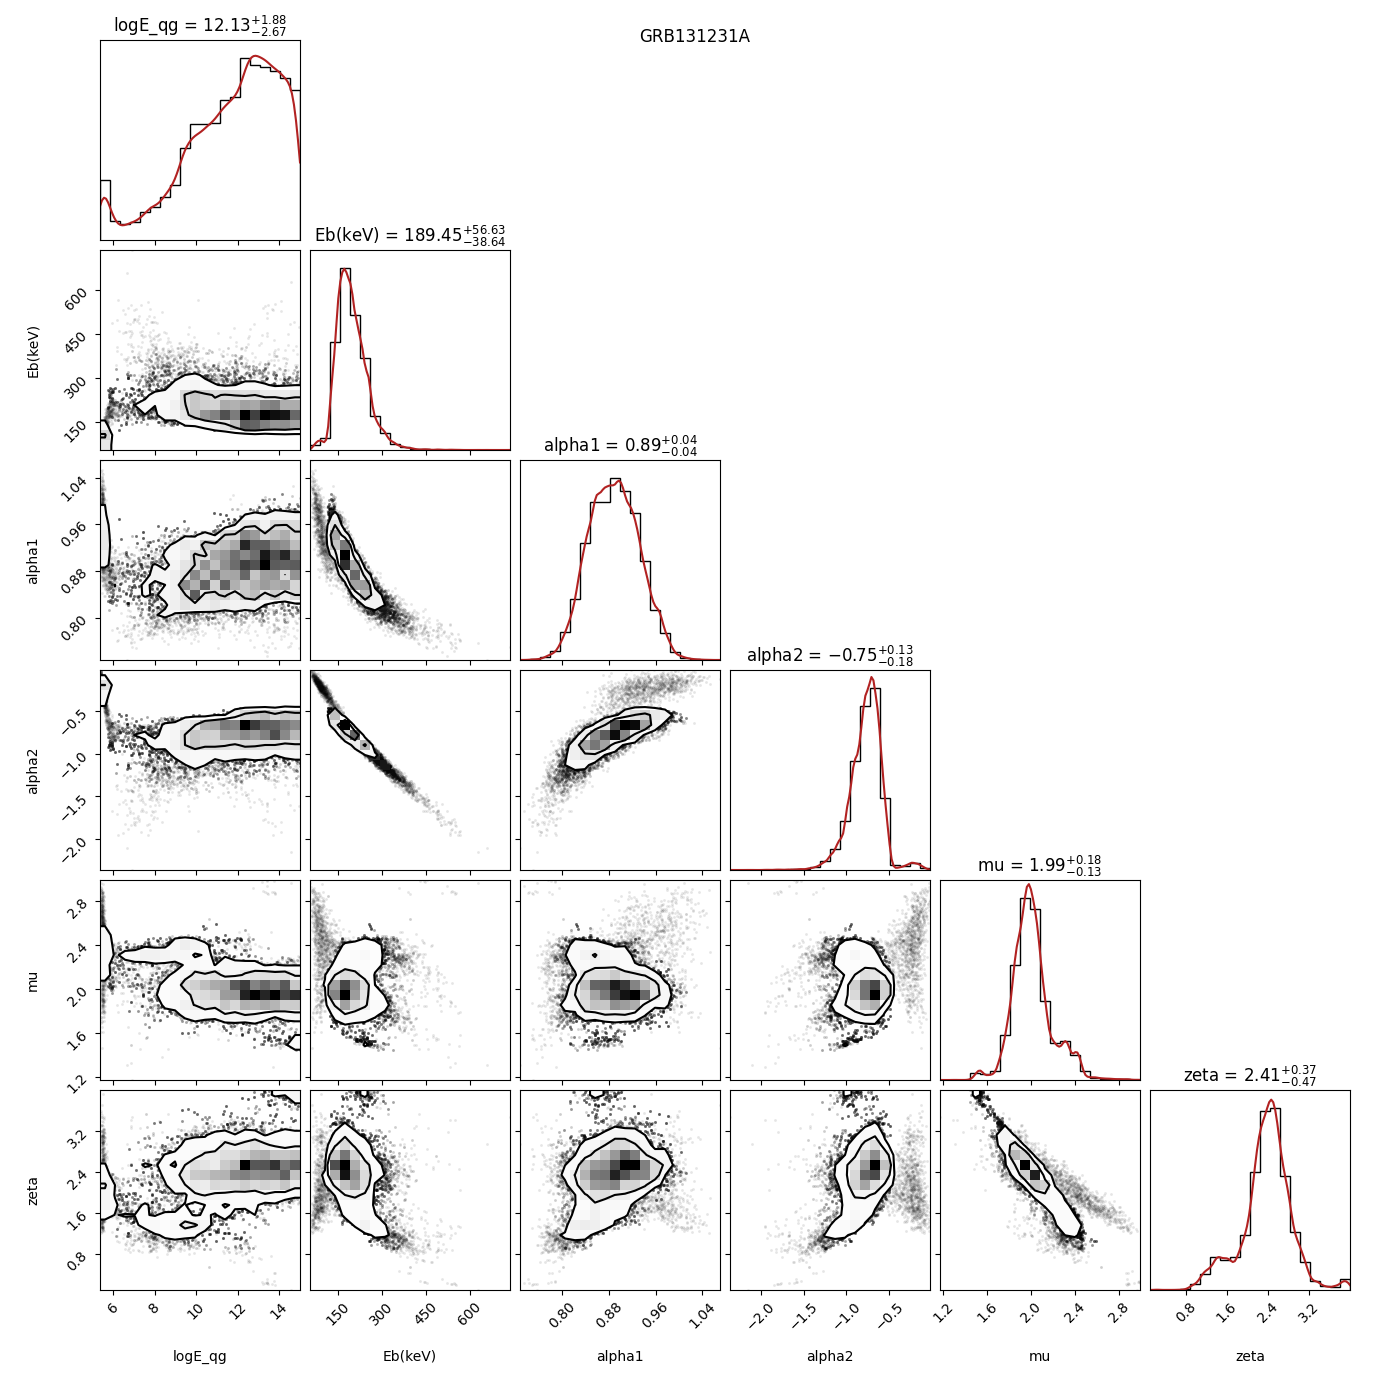 GRB131231A
logE_qg = 12.13 +1.88 −2.67
Eb(keV) = 189.45 +56.63 −38.64
600
450
300
150
Eb(keV)
alpha1 = 0.89 +0.04 −0.04
1.04
0.96
0.88
0.80
alpha1
alpha2 = −0.75 +0.13 −0.18
−0.5
−1.0
−1.5
−2.0
alpha2
mu = 1.99 +0.18 −0.13
2.8
2.4
2.0
1.6
1.2
mu
zeta = 2.41 +0.37 −0.47
3.2
2.4
1.6
0.8
zeta
6 8 10 12 14 150 300 450 600 0.80 0.88 0.96 1.04 −2.0 −1.5 −1.0 −0.5 1.2 1.6 2.0 2.4 2.8 0.8 1.6 2.4 3.2
logE_qg Eb(keV) alpha1 alpha2 mu zeta